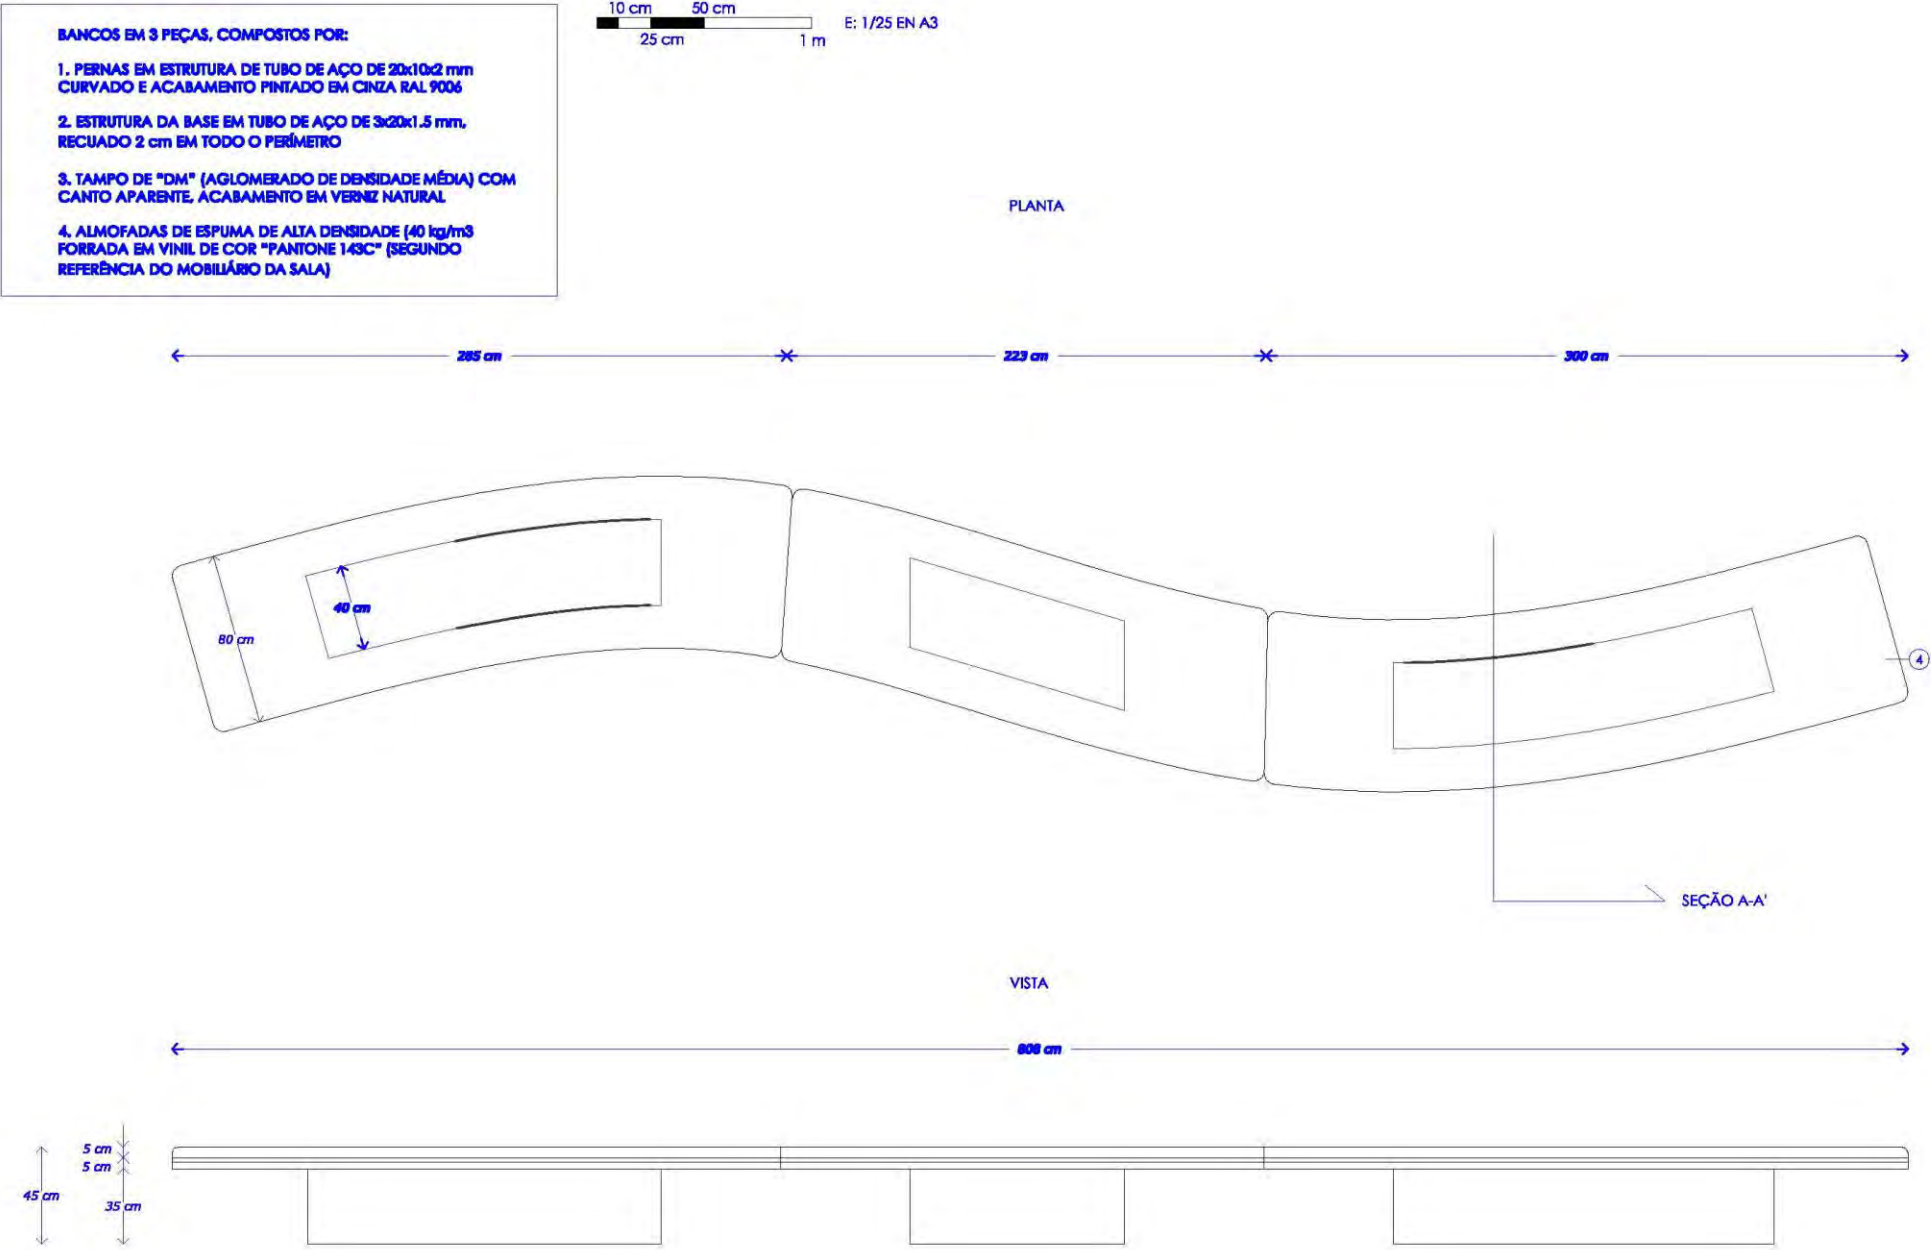 BANCOS EM 3 PEÇAS, COMPOSTOS POR:
1. PERNAS EM ESTRUTURA DE TUBO DE AÇO DE 20x10x2 mm
CURVADO E ACABAMENTO PINTADO EM CINZA RAL 9006
2. ESTRUTURA DA BASE EM TUBO DE AÇO DE 3x20x1.5 mm,
RECUADO 2 cm EM TODO O PERÍMETRO
3. TAMPO DE "DM" (AGLOMERADO DE DENSIDADE MÉDIA) COM
CANTO APARENTE, ACABAMENTO EM VERNIZ NATURAL
4. ALMOFADAS DE ESPUMA DE ALTA DENSIDADE (40 kg/m3
FORRADA EM VINIL DE COR "PANTONE 143C" (SEGUNDO
REFERÊNCIA DO MOBILIÁRIO DA SALA)
10 cm 50 cm
25 cm 1 m
E: 1/25 EN A3
PLANTA
285 cm 223 cm 300 cm
40 cm
80 cm
4
SEÇÃO A-A'
VISTA
808 cm
5 cm
5 cm
45 cm
35 cm